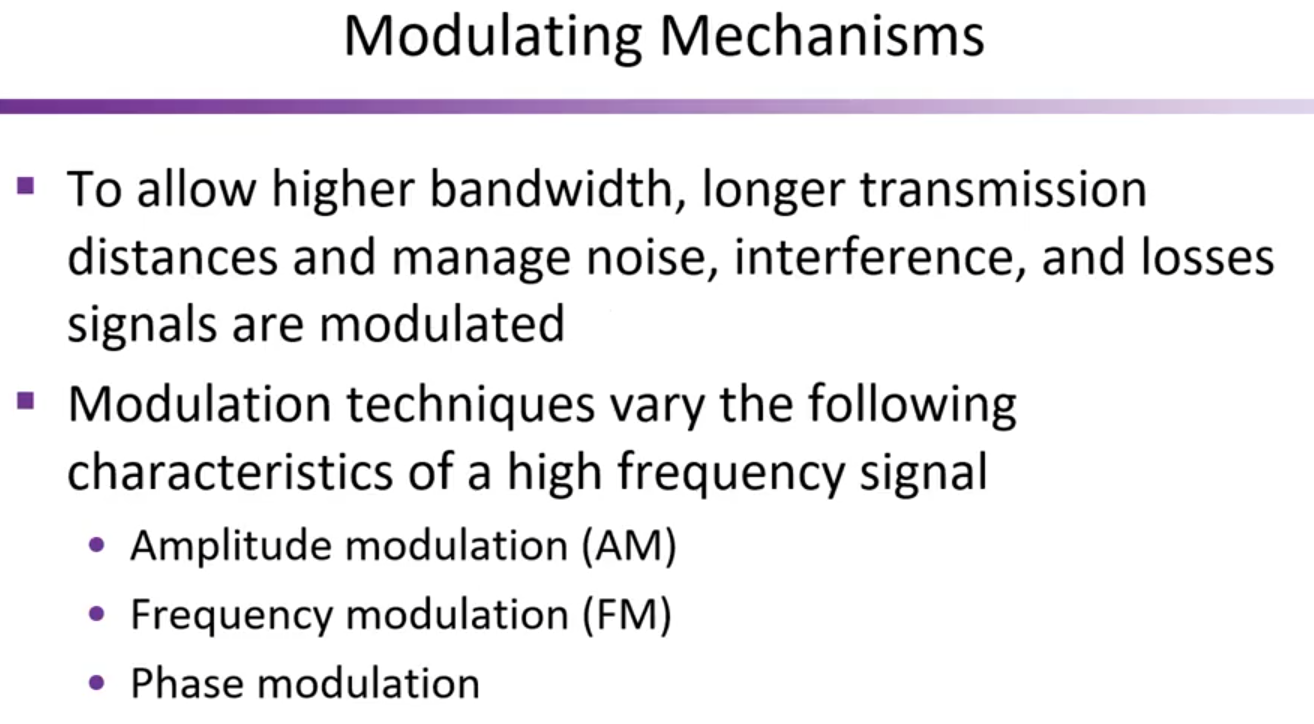 Modulating Mechanisms
To allow higher bandwidth, longer transmission
distances and manage noise, interference, and losses
signals are modulated
Modulation techniques vary the following
characteristics of a high frequency signal
Amplitude modulation (AM)
Frequency modulation (FM)
Phase modulation